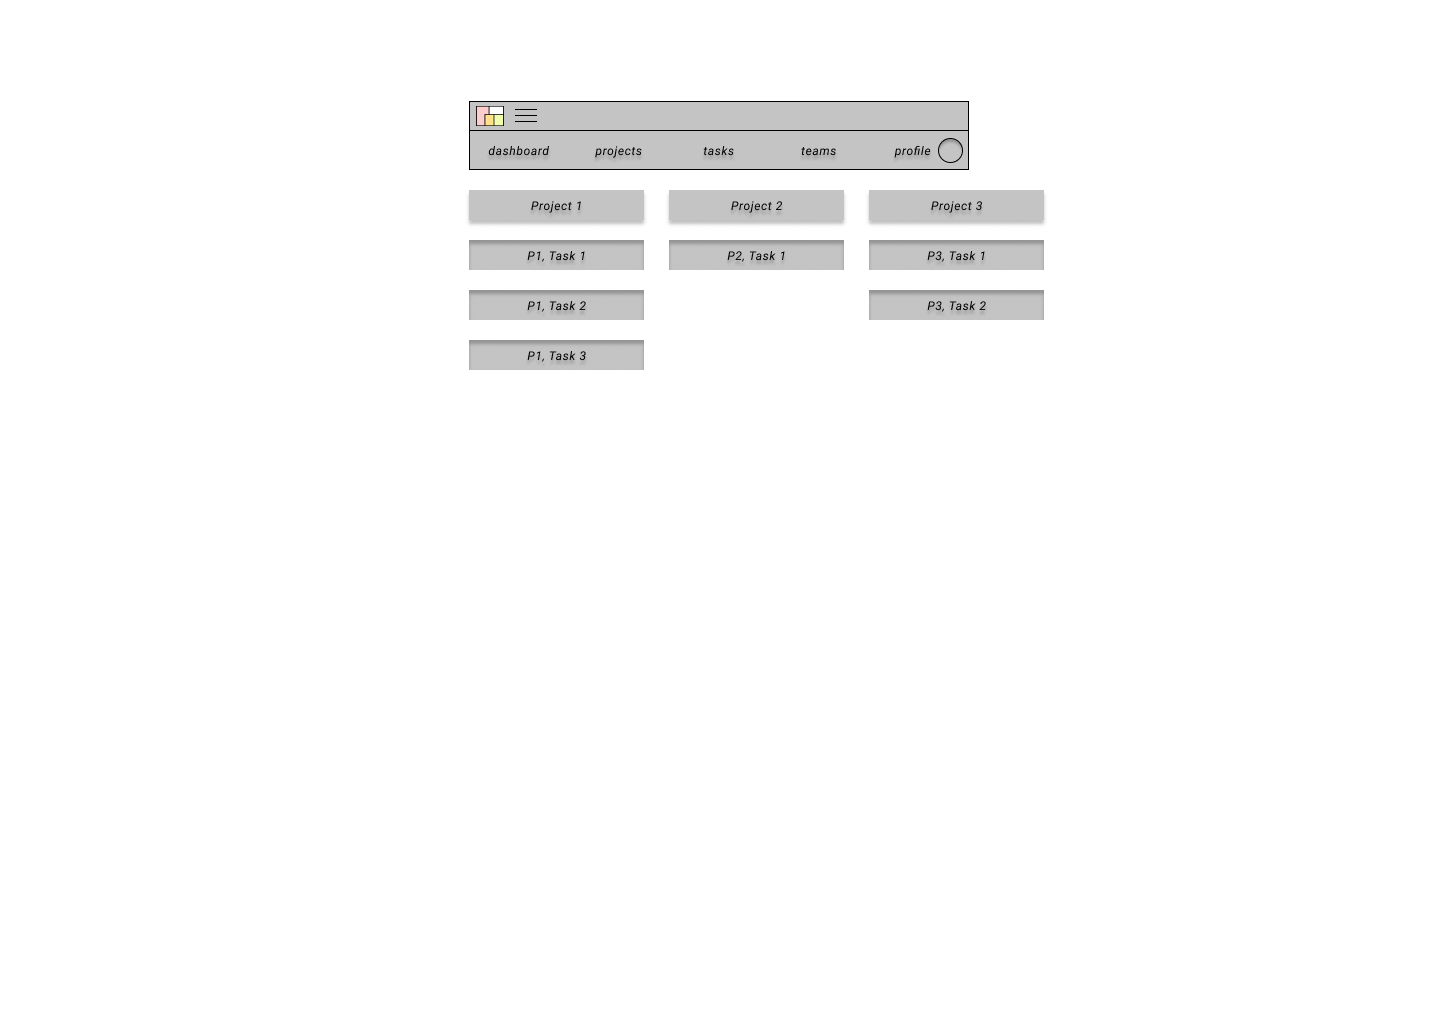 dashboard projects tasks teams profile
Project 1 Project 2 Project 3
P1, Task 1 P2, Task 1 P3, Task 1
P1, Task 2 P3, Task 2
P1, Task 3